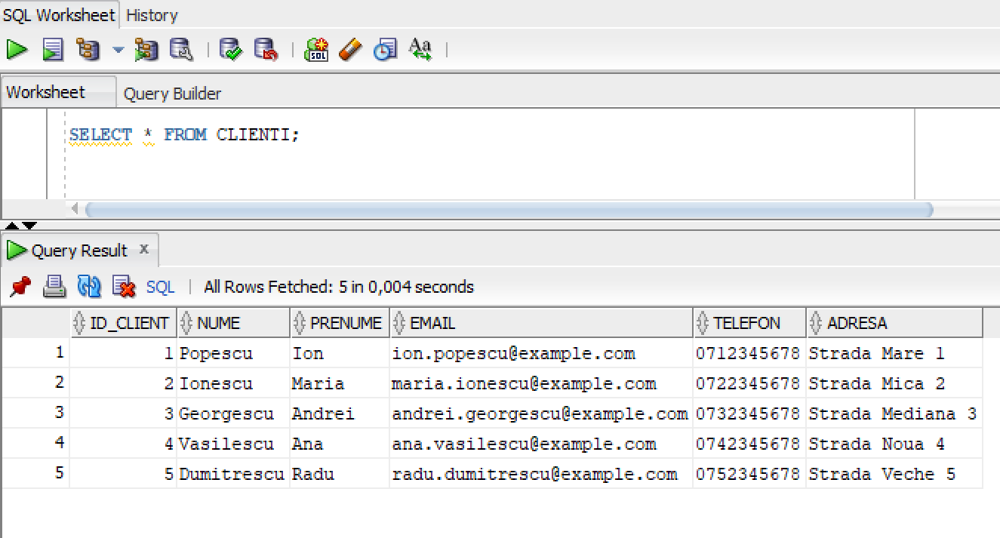 SQL Worksheet History
SQL
Aa
Worksheet Query Builder
SELECT * FROM CLIENTI;
Query Result x
SQL | All Rows Fetched: 5 in 0,004 seconds
ID_CLIENT NUME PRENUME EMAIL TELEFON ADRESA
1 1 Popescu Ion ion.popescu@example.com 0712345678 Strada Mare 1
2 2 Ionescu Maria maria.ionescu@example.com 0722345678 Strada Mica 2
3 3 Georgescu Andrei andrei.georgescu@example.com 0732345678 Strada Mediana 3
4 4 Vasilescu Ana ana.vasilescu@example.com 0742345678 Strada Noua 4
5 5 Dumitrescu Radu radu.dumitrescu@example.com 0752345678 Strada Veche 5